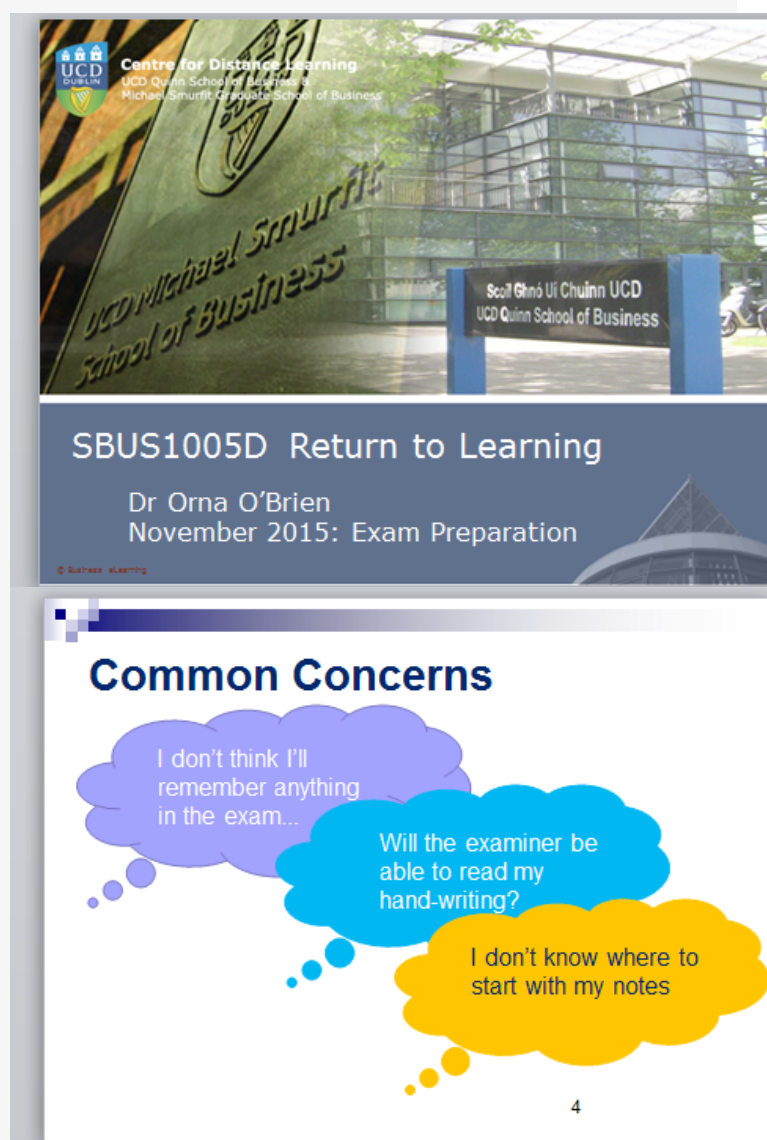 UCD
DUBLIN
Centre for Distance Learning
UCD Quinn School of Business &
Michael Smurfit Graduate School of Business
UCD Michael Smurfit
School of Business
Scoil Ghnó Uí Chuinn UCD
UCD Quinn School of Business
SBUS1005D Return to Learning
Dr Orna O'Brien
November 2015: Exam Preparation
© Business eLearning
Common Concerns
I don't think I'll
remember anything
in the exam...
Will the examiner be
able to read my
hand-writing?
I don't know where to
start with my notes
4